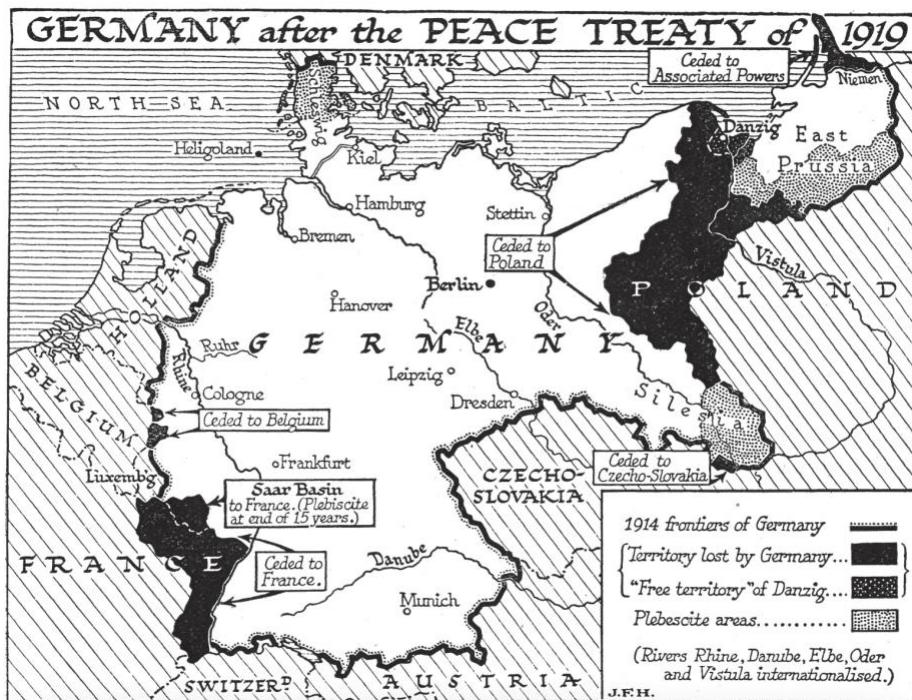 GERMANY after the PEACE TREATY of 1919
DENMARK
Ceded to
Associated Powers
Niemen
NORTH SEA
BALTIC
Schleswig
Heligoland
Kiel
Danzig
East
Prussia
Hamburg
Stettin
Bremen
Ceded to
Poland
Vistula
HOLLAND
Berlin
POLAND
Hanover
Oder
Elbe
Ruhr
GERMANY
Rhine
BELGIUM
Leipzig
Cologne
Dresden
Silesia
Ceded to Belgium
Frankfurt
Luxembg
CZECHO-
SLOVAKIA
Ceded to
Czecho-Slovakia
Saar Basin
to France. (Plebiscite
at end of 15 years.)
FRANCE
Ceded to
France.
Danube
Munich
SWITZERD
AUSTRIA
1914 frontiers of Germany
Territory lost by Germany...
"Free territory" of Danzig....
Plebescite areas..........
(Rivers Rhine, Danube, Elbe, Oder
and Vistula internationalised.)
J.F.H.